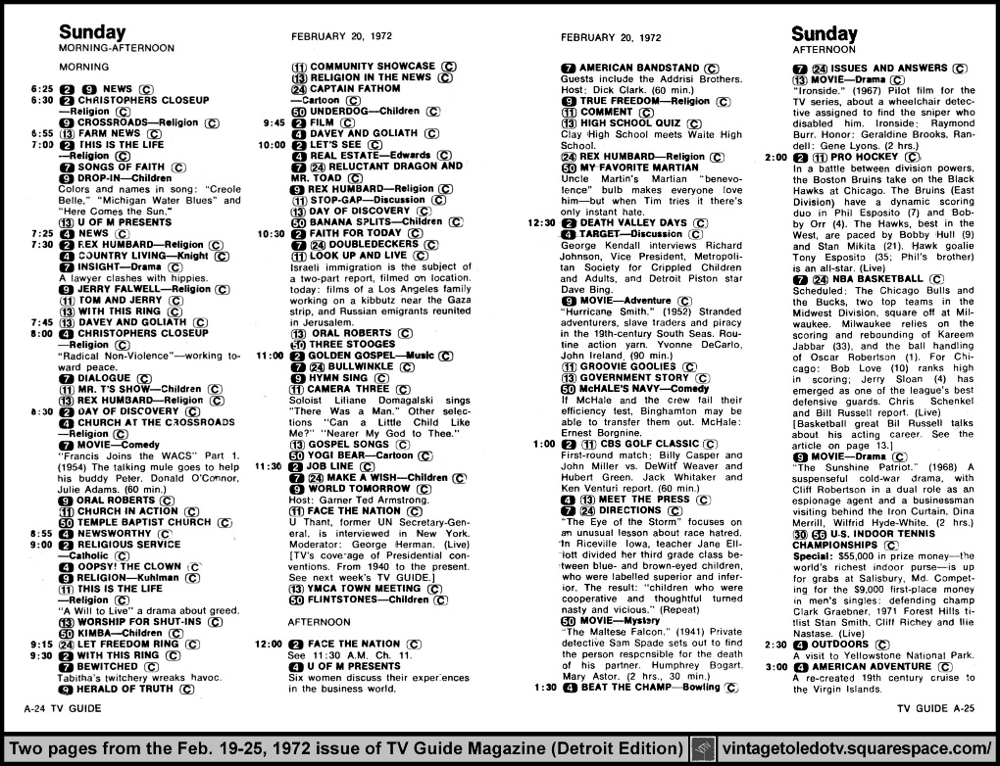 Sunday
MORNING-AFTERNOON
MORNING
6:25 2 9 NEWS (C)
6:30 2 CHRISTOPHERS CLOSEUP
—Religion (C)
9 CROSSROADS—Religion (C)
6:55 13 FARM NEWS (C)
7:00 2 THIS IS THE LIFE
—Religion (C)
7 SONGS OF FAITH (C)
9 DROP-IN—Children
Colors and names in song: "Creole
Belle," "Michigan Water Blues" and
"Here Comes the Sun."
13 U OF M PRESENTS
7:25 4 NEWS (C)
7:30 2 REX HUMBARD—Religion (C)
4 COUNTRY LIVING—Knight (C)
7 INSIGHT—Drama (C)
A lawyer clashes with hippies.
9 JERRY FALWELL—Religion (C)
11 TOM AND JERRY (C)
13 WITH THIS RING (C)
7:45 13 DAVEY AND GOLIATH (C)
8:00 4 CHRISTOPHERS CLOSEUP
—Religion (C)
"Radical Non-Violence"—working to-
ward peace.
7 DIALOGUE (C)
11 MR. T'S SHOW—Children (C)
13 REX HUMBARD—Religion (C)
8:30 2 DAY OF DISCOVERY (C)
4 CHURCH AT THE CROSSROADS
—Religion (C)
7 MOVIE—Comedy
"Francis Joins the WACS" Part 1.
(1954) The talking mule goes to help
his buddy Peter. Donald O'Connor,
Julie Adams. (60 min.)
9 ORAL ROBERTS (C)
11 CHURCH IN ACTION (C)
50 TEMPLE BAPTIST CHURCH (C)
8:55 4 NEWSWORTHY (C)
9:00 2 RELIGIOUS SERVICE
—Catholic (C)
4 OOPSY! THE CLOWN (C)
9 RELIGION—Kuhlman (C)
11 THIS IS THE LIFE
—Religion (C)
"A Will to Live" a drama about greed.
13 WORSHIP FOR SHUT-INS (C)
50 KIMBA—Children (C)
9:15 24 LET FREEDOM RING (C)
9:30 2 WITH THIS RING (C)
7 BEWITCHED (C)
Tabitha's twitchery wreaks havoc.
9 HERALD OF TRUTH (C)
A-24 TV GUIDE
FEBRUARY 20, 1972
11 COMMUNITY SHOWCASE (C)
13 RELIGION IN THE NEWS (C)
24 CAPTAIN FATHOM
—Cartoon (C)
50 UNDERDOG—Children (C)
9:45 2 FILM (C)
4 DAVEY AND GOLIATH (C)
10:00 2 LET'S SEE (C)
4 REAL ESTATE—Edwards (C)
7 24 RELUCTANT DRAGON AND
MR. TOAD (C)
9 REX HUMBARD—Religion (C)
11 STOP-GAP—Discussion (C)
13 DAY OF DISCOVERY (C)
50 BANANA SPLITS—Children (C)
10:30 2 FAITH FOR TODAY (C)
7 24 DOUBLEDECKERS (C)
11 LOOK UP AND LIVE (C)
Israeli immigration is the subject of
a two-part report, filmed on location.
today: films of a Los Angeles family
working on a kibbutz near the Gaza
strip, and Russian emigrants reunited
in Jerusalem.
13 ORAL ROBERTS (C)
50 THREE STOOGES
11:00 2 GOLDEN GOSPEL—Music (C)
7 24 BULLWINKLE (C)
9 HYMN SING (C)
11 CAMERA THREE (C)
Soloist Liliane Domagalski sings
"There Was a Man." Other selec-
tions "Can a Little Child Like
Me?" "Nearer My God to Thee."
13 GOSPEL SONGS (C)
50 YOGI BEAR—Cartoon (C)
11:30 2 JOB LINE (C)
7 24 MAKE A WISH—Children (C)
9 WORLD TOMORROW (C)
Host: Garner Ted Armstrong.
11 FACE THE NATION (C)
U Thant, former UN Secretary-Gen-
eral, is interviewed in New York.
Moderator: George Herman. (Live)
[TV's coverage of Presidential con-
ventions. From 1940 to the present.
See next week's TV GUIDE.]
13 YMCA TOWN MEETING (C)
50 FLINTSTONES—Children (C)
AFTERNOON
12:00 2 FACE THE NATION (C)
See 11:30 A.M. Ch. 11.
4 U OF M PRESENTS
Six women discuss their experiences
in the business world.
FEBRUARY 20, 1972
7 AMERICAN BANDSTAND (C)
Guests include the Addrisi Brothers.
Host: Dick Clark. (60 min.)
9 TRUE FREEDOM—Religion (C)
11 COMMENT (C)
13 HIGH SCHOOL QUIZ (C)
Clay High School meets Waite High
School.
24 REX HUMBARD—Religion (C)
50 MY FAVORITE MARTIAN
Uncle Martin's Martian "benevo-
lence" bulb makes everyone love
him—but when Tim tries it there's
only instant hate.
12:30 2 DEATH VALLEY DAYS (C)
4 TARGET—Discussion (C)
George Kendall interviews Richard
Johnson, Vice President, Metropoli-
tan Society for Crippled Children
and Adults, and Detroit Piston star
Dave Bing.
9 MOVIE—Adventure (C)
"Hurricane Smith." (1952) Stranded
adventurers, slave traders and piracy
in the 19th-century South Seas. Rou-
tine action yarn. Yvonne DeCarlo,
John Ireland. (90 min.)
11 GROOVIE GOOLIES (C)
13 GOVERNMENT STORY (C)
50 McHALE'S NAVY—Comedy
If McHale and the crew fail their
efficiency test, Binghamton may be
able to transfer them out. McHale:
Ernest Borgnine.
1:00 2 11 CBS GOLF CLASSIC (C)
First-round match: Billy Casper and
John Miller vs. DeWitt Weaver and
Hubert Green. Jack Whitaker and
Ken Venturi report. (60 min.)
4 13 MEET THE PRESS (C)
7 24 DIRECTIONS (C)
"The Eye of the Storm" focuses on
an unusual lesson about race hatred.
In Riceville Iowa, teacher Jane Ell-
iott divided her third grade class be-
tween blue- and brown-eyed children,
who were labelled superior and infer-
ior. The result: "children who were
cooperative and thoughtful turned
nasty and vicious." (Repeat)
50 MOVIE—Mystery
"The Maltese Falcon." (1941) Private
detective Sam Spade sets out to find
the person responsible for the death
of his partner. Humphrey Bogart.
Mary Astor. (2 hrs., 30 min.)
1:30 4 BEAT THE CHAMP—Bowling (C)
Sunday
AFTERNOON
7 24 ISSUES AND ANSWERS (C)
13 MOVIE—Drama (C)
"Ironside." (1967) Pilot film for the
TV series, about a wheelchair detec-
tive assigned to find the sniper who
disabled him. Ironside: Raymond
Burr. Honor: Geraldine Brooks. Ran-
dell: Gene Lyons. (2 hrs.)
2:00 2 11 PRO HOCKEY (C)
In a battle between division powers,
the Boston Bruins take on the Black
Hawks at Chicago. The Bruins (East
Division) have a dynamic scoring
duo in Phil Esposito (7) and Bob-
by Orr (4). The Hawks, best in the
West, are paced by Bobby Hull (9)
and Stan Mikita (21). Hawk goalie
Tony Esposito (35; Phil's brother)
is an all-star. (Live)
7 24 NBA BASKETBALL (C)
Scheduled: The Chicago Bulls and
the Bucks, two top teams in the
Midwest Division, square off at Mil-
waukee. Milwaukee relies on the
scoring and rebounding of Kareem
Jabbar (33), and the ball handling
of Oscar Robertson (1). For Chi-
cago: Bob Love (10) ranks high
in scoring; Jerry Sloan (4) has
emerged as one of the league's best
defensive guards. Chris Schenkel
and Bill Russell report. (Live)
[Basketball great Bil Russell talks
about his acting career. See the
article on page 13.]
9 MOVIE—Drama (C)
"The Sunshine Patriot." (1968) A
suspenseful cold-war drama, with
Cliff Robertson in a dual role as an
espionage agent and a businessman
visiting behind the Iron Curtain. Dina
Merrill, Wilfrid Hyde-White. (2 hrs.)
30 56 U.S. INDOOR TENNIS
CHAMPIONSHIPS (C)
Special: $55,000 in prize money—the
world's richest indoor purse—is up
for grabs at Salisbury, Md. Compet-
ing for the $9,000 first-place money
in men's singles: defending champ
Clark Graebner, 1971 Forest Hills ti-
tlist Stan Smith, Cliff Richey and Ilie
Nastase. (Live)
2:30 4 OUTDOORS (C)
A visit to Yellowstone National Park.
3:00 4 AMERICAN ADVENTURE (C)
A re-created 19th century cruise to
the Virgin Islands.
TV GUIDE A-25
Two pages from the Feb. 19-25, 1972 issue of TV Guide Magazine (Detroit Edition)
vintagetoledotv.squarespace.com/